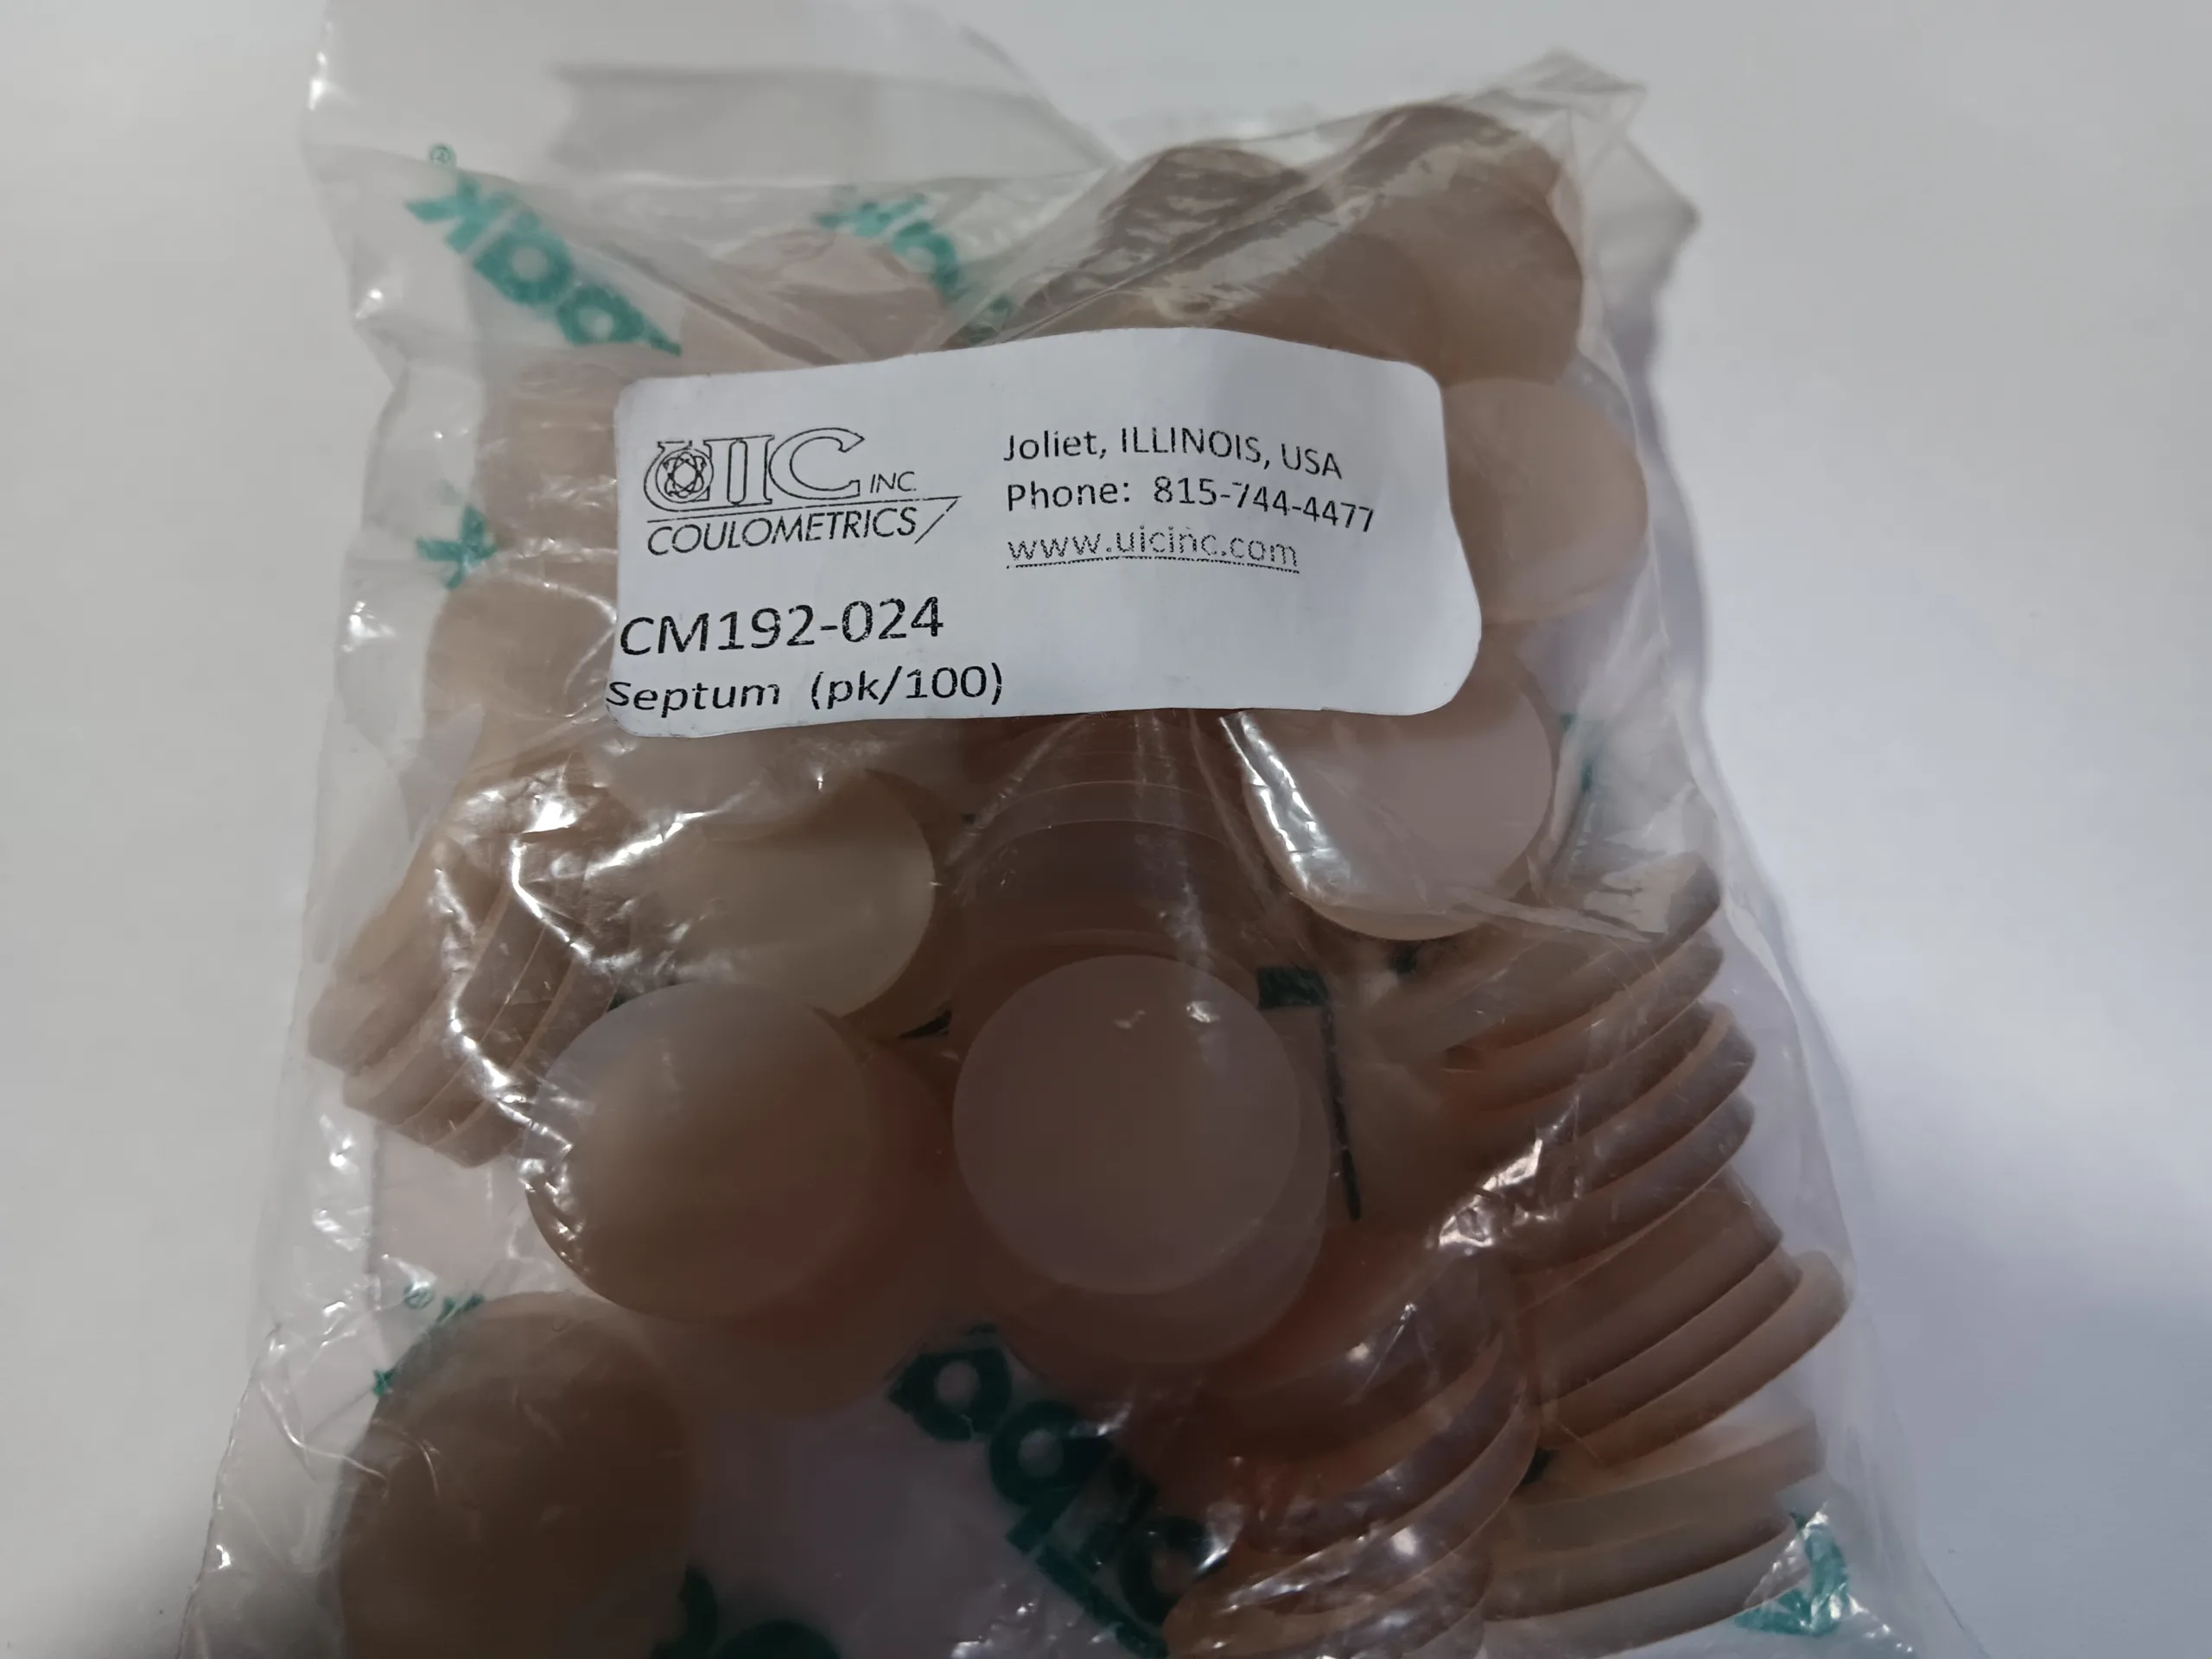 UIC INC.
COULOMETRICS
Joliet, ILLINOIS, USA
Phone: 815-744-4477
www.uicinc.com
CM192-024
Septum (pk/100)